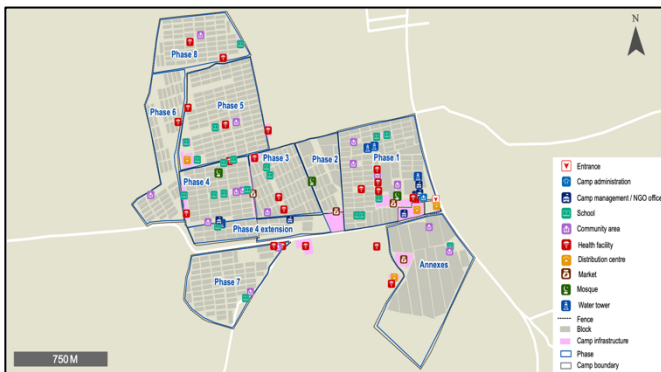 N
Phase 8
Phase 6
Phase 5
Phase 4
Phase 3
Phase 2
Phase 1
Phase 4 extension
Phase 7
Annexes
Entrance
Camp administration
Camp management / NGO office
School
Community area
Health facility
Distribution centre
Market
Mosque
Water tower
Fence
Block
Camp infrastructure
Phase
Camp boundary
750 M